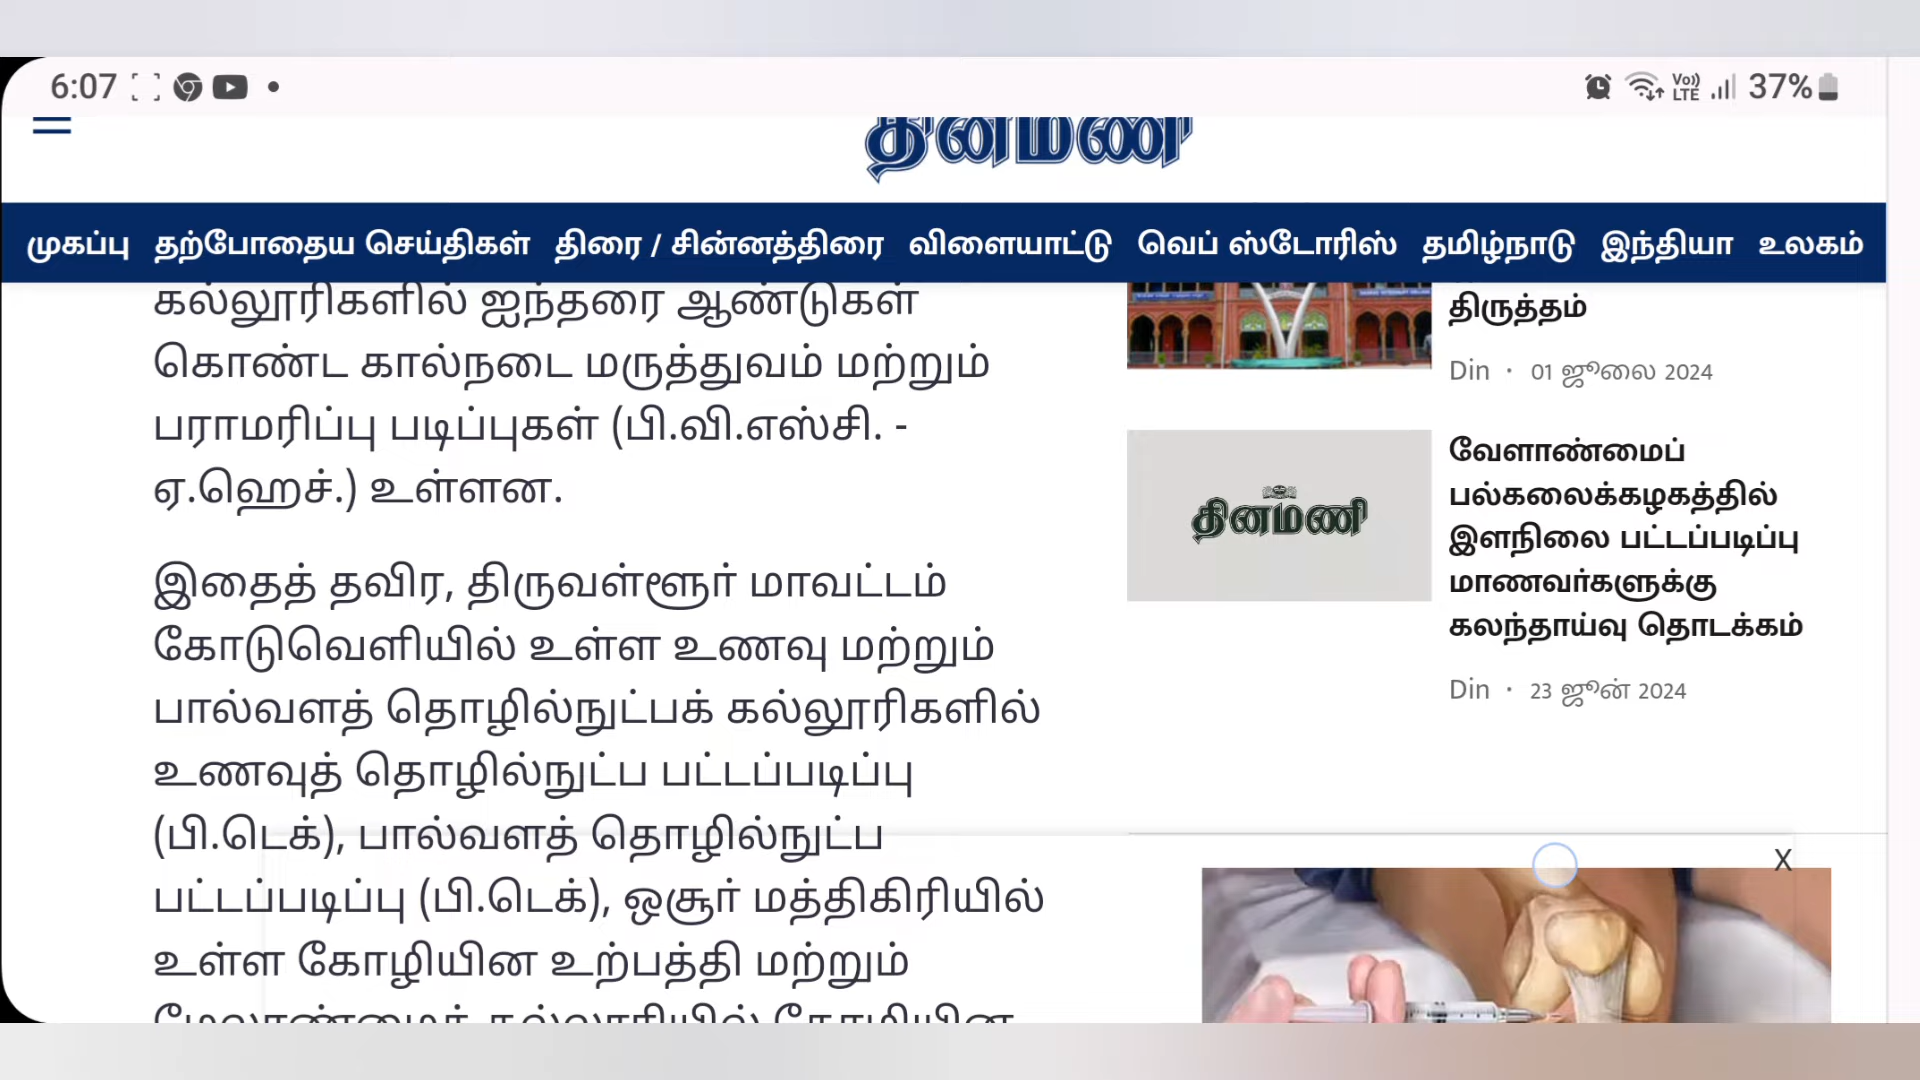 6:07
Vo)) LTE 37%
தினமணி
முகப்பு தற்போதைய செய்திகள் திரை / சின்னத்திரை விளையாட்டு வெப் ஸ்டோரிஸ் தமிழ்நாடு இந்தியா உலகம்
கல்லூரிகளில் ஐந்தரை ஆண்டுகள்
கொண்ட கால்நடை மருத்துவம் மற்றும்
பராமரிப்பு படிப்புகள் (பி.வி.எஸ்சி. -
ஏ.ஹெச்.) உள்ளன.
இதைத் தவிர, திருவள்ளூர் மாவட்டம்
கோடுவெளியில் உள்ள உணவு மற்றும்
பால்வளத் தொழில்நுட்பக் கல்லூரிகளில்
உணவுத் தொழில்நுட்ப பட்டப்படிப்பு
(பி.டெக்), பால்வளத் தொழில்நுட்ப
பட்டப்படிப்பு (பி.டெக்), ஒசூர் மத்திகிரியில்
உள்ள கோழியின உற்பத்தி மற்றும்
மேலாண்மைக் கல்லூரியில் கோழியின
திருத்தம்
Din · 01 ஜூலை 2024
தினமணி
வேளாண்மைப்
பல்கலைக்கழகத்தில்
இளநிலை பட்டப்படிப்பு
மாணவர்களுக்கு
கலந்தாய்வு தொடக்கம்
Din · 23 ஜூன் 2024
X